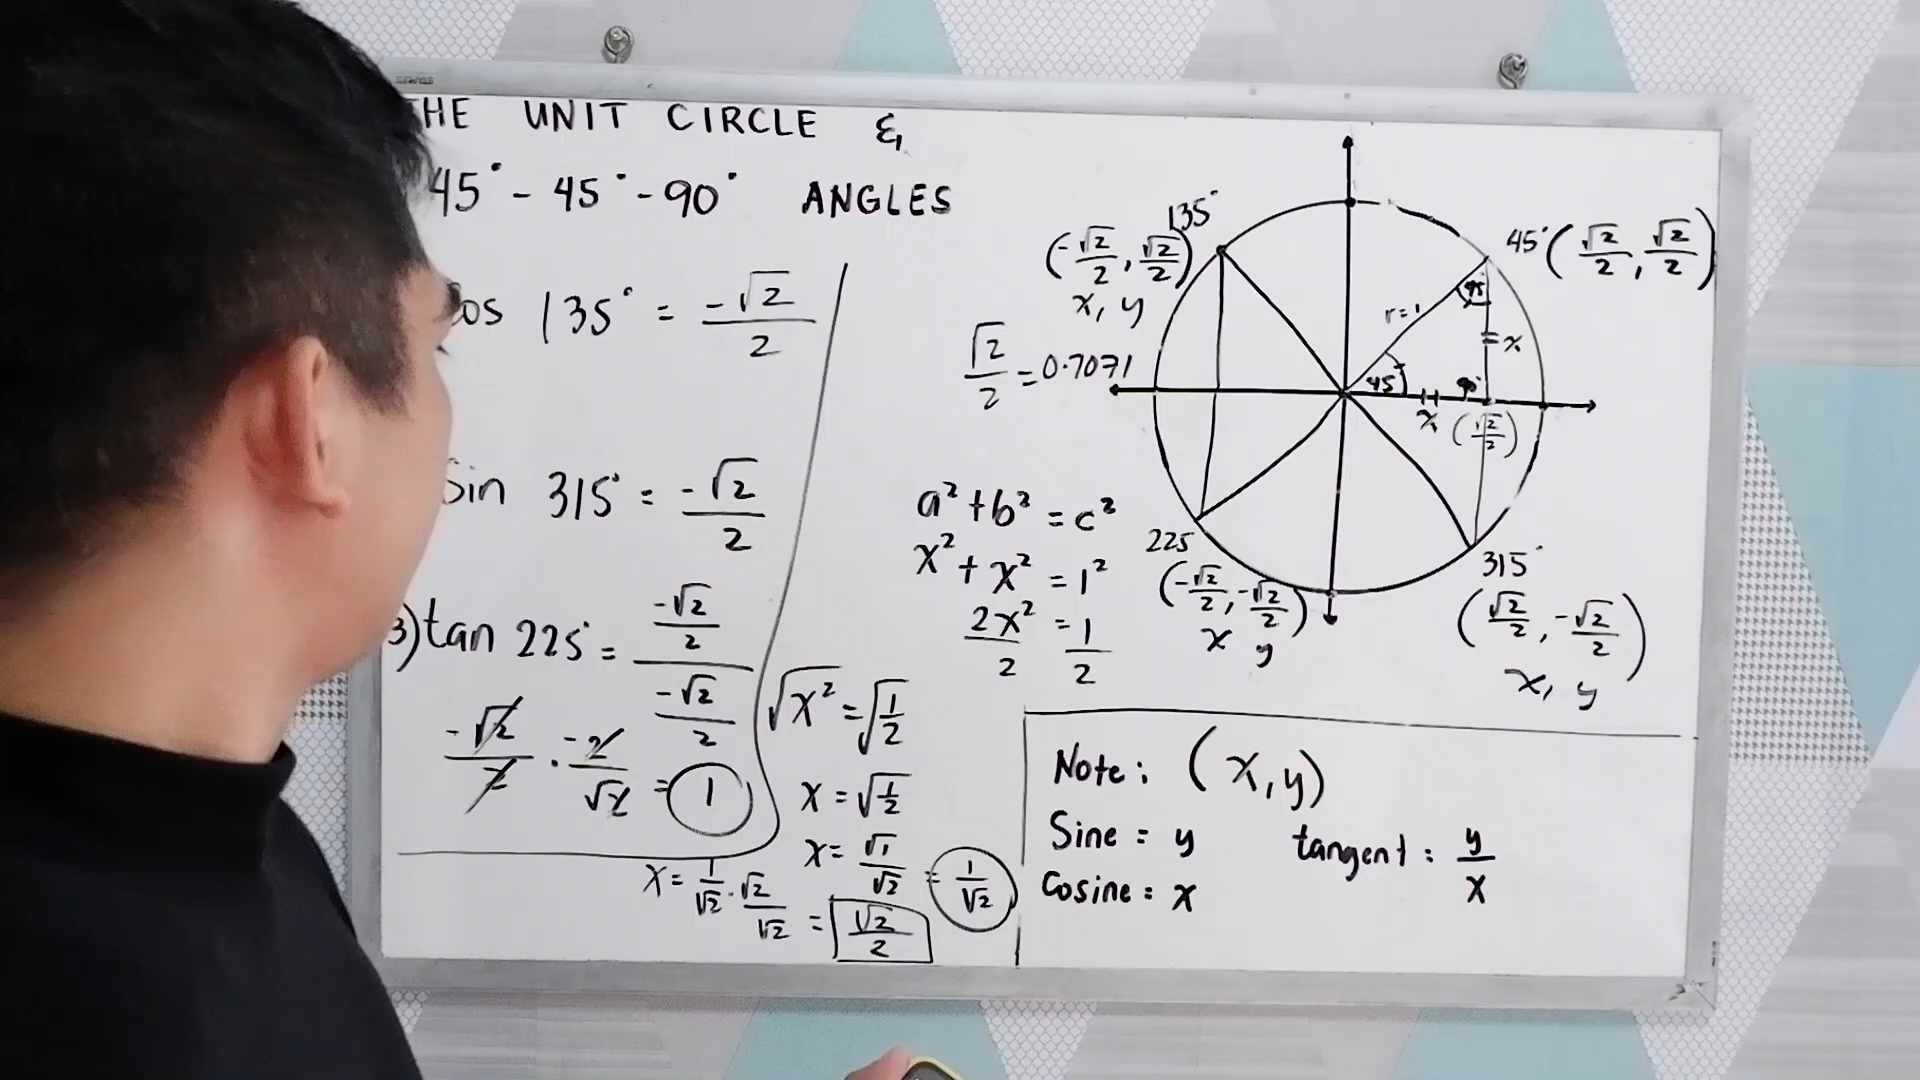 HE UNIT CIRCLE &
45° - 45° - 90° ANGLES
cos 135° = -√2/2
Sin 315° = -√2/2
3) tan 225° = (-√2/2)/(-√2/2)
-√2/2 · -2/√2 = 1
135°
(-√2/2, √2/2)
x, y
√2/2 = 0.7071
45° (√2/2, √2/2)
r=1
45°
= x
45° 90°
x (√2/2)
225
(-√2/2, -√2/2)
x y
315°
(√2/2, -√2/2)
x, y
a² + b² = c²
x² + x² = 1²
2x²/2 = 1/2
√x² = √1/2
x = √1/2
x = √1/√2 = 1/√2
x = 1/√2 · √2/√2 = √2/2
Note: (x, y)
Sine = y tangent : y/x
Cosine : x